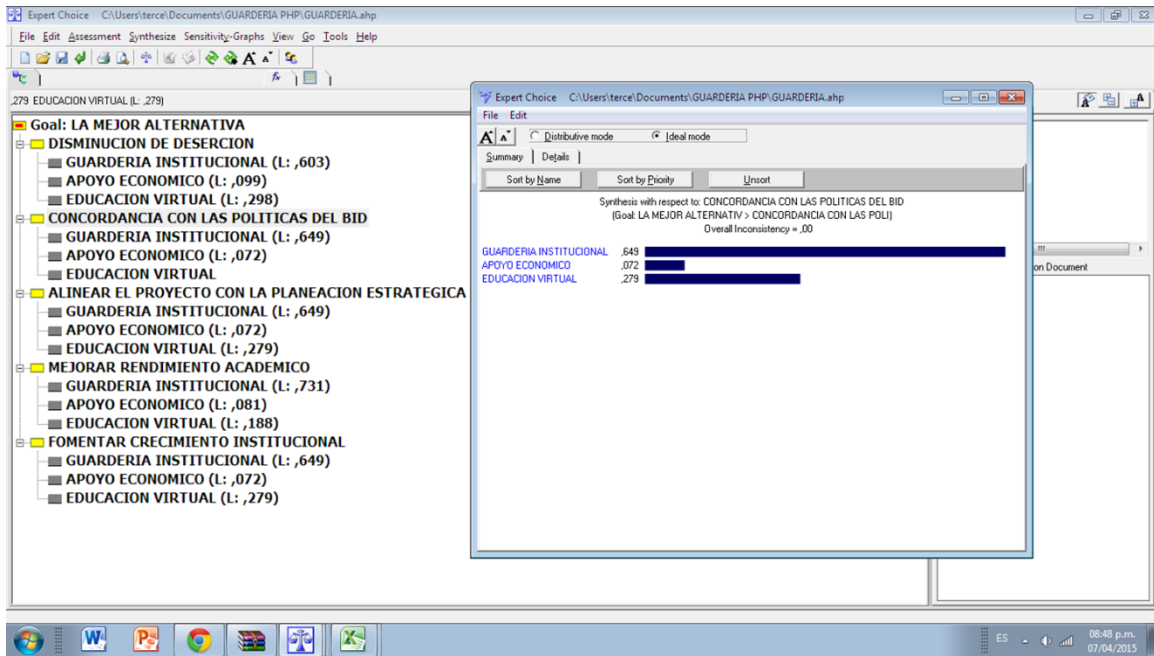 Expert Choice C:\Users\terce\Documents\GUARDERIA PHP\GUARDERIA.ahp
File Edit Assessment Synthesize Sensitivity-Graphs View Go Tools Help
,279 EDUCACION VIRTUAL (L: ,279)
Goal: LA MEJOR ALTERNATIVA
DISMINUCION DE DESERCION
GUARDERIA INSTITUCIONAL (L: ,603)
APOYO ECONOMICO (L: ,099)
EDUCACION VIRTUAL (L: ,298)
CONCORDANCIA CON LAS POLITICAS DEL BID
GUARDERIA INSTITUCIONAL (L: ,649)
APOYO ECONOMICO (L: ,072)
EDUCACION VIRTUAL
ALINEAR EL PROYECTO CON LA PLANEACION ESTRATEGICA
GUARDERIA INSTITUCIONAL (L: ,649)
APOYO ECONOMICO (L: ,072)
EDUCACION VIRTUAL (L: ,279)
MEJORAR RENDIMIENTO ACADEMICO
GUARDERIA INSTITUCIONAL (L: ,731)
APOYO ECONOMICO (L: ,081)
EDUCACION VIRTUAL (L: ,188)
FOMENTAR CRECIMIENTO INSTITUCIONAL
GUARDERIA INSTITUCIONAL (L: ,649)
APOYO ECONOMICO (L: ,072)
EDUCACION VIRTUAL (L: ,279)
Expert Choice C:\Users\terce\Documents\GUARDERIA PHP\GUARDERIA.ahp
File Edit
Distributive mode Ideal mode
Summary Details
Sort by Name Sort by Priority Unsort
Synthesis with respect to: CONCORDANCIA CON LAS POLITICAS DEL BID
(Goal: LA MEJOR ALTERNATIV > CONCORDANCIA CON LAS POLI)
Overall Inconsistency = ,00
GUARDERIA INSTITUCIONAL ,649
APOYO ECONOMICO ,072
EDUCACION VIRTUAL ,279
on Document
ES 08:48 p.m.
07/04/2015